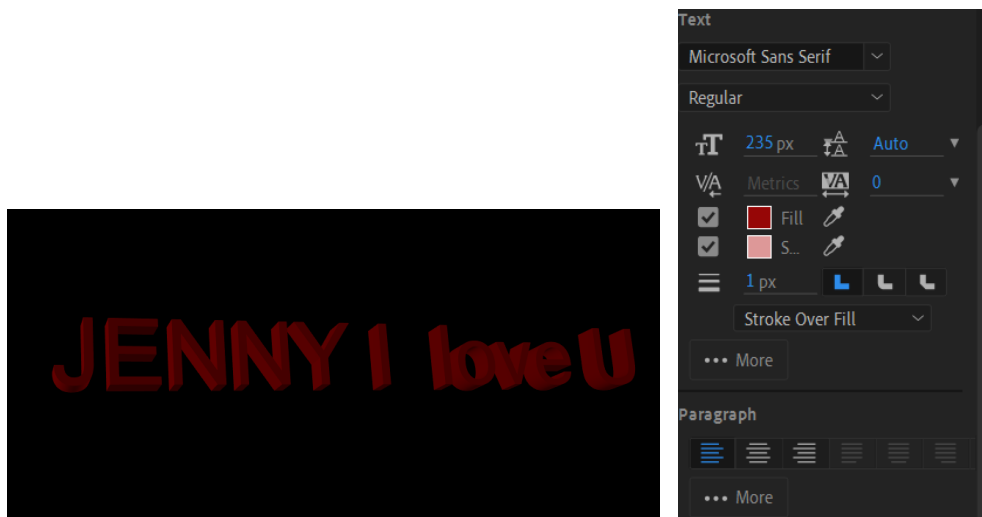 JENNY I love U
Text
Microsoft Sans Serif
Regular
235 px Auto
Metrics 0
Fill
S...
1 px
Stroke Over Fill
••• More
Paragraph
••• More